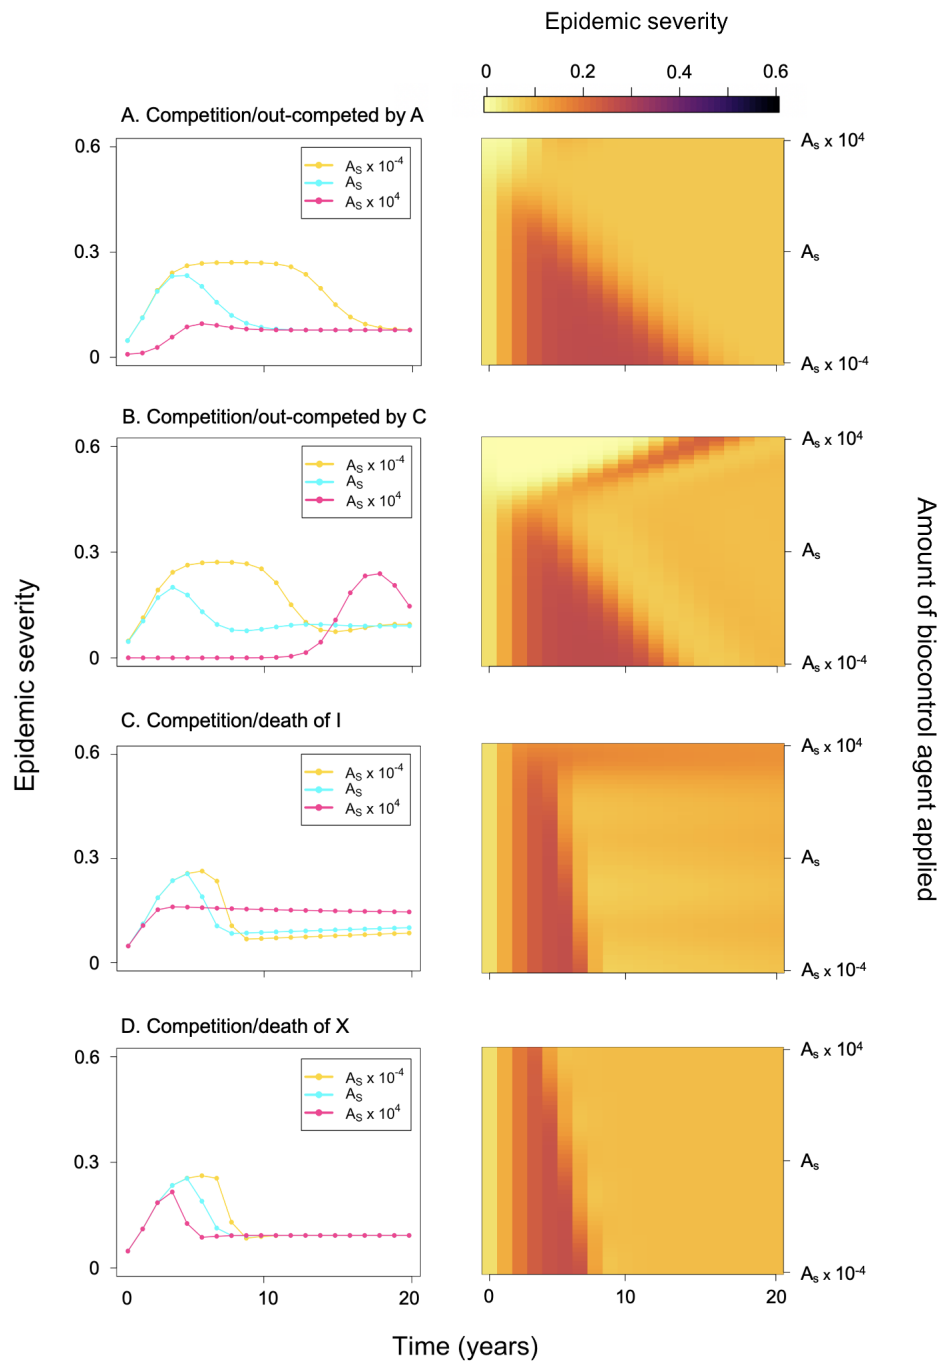 Epidemic severity
0 0.2 0.4 0.6
A. Competition/out-competed by A
0.6
0.3
0
As x 10-4
As
As x 104
As x 104
As
As x 10-4
B. Competition/out-competed by C
0.6
0.3
0
As x 10-4
As
As x 104
As x 104
As
As x 10-4
C. Competition/death of I
0.6
0.3
0
As x 10-4
As
As x 104
As x 104
As
As x 10-4
D. Competition/death of X
0.6
0.3
0
As x 10-4
As
As x 104
As x 104
As
As x 10-4
0 10 20
0 10 20
Epidemic severity
Amount of biocontrol agent applied
Time (years)